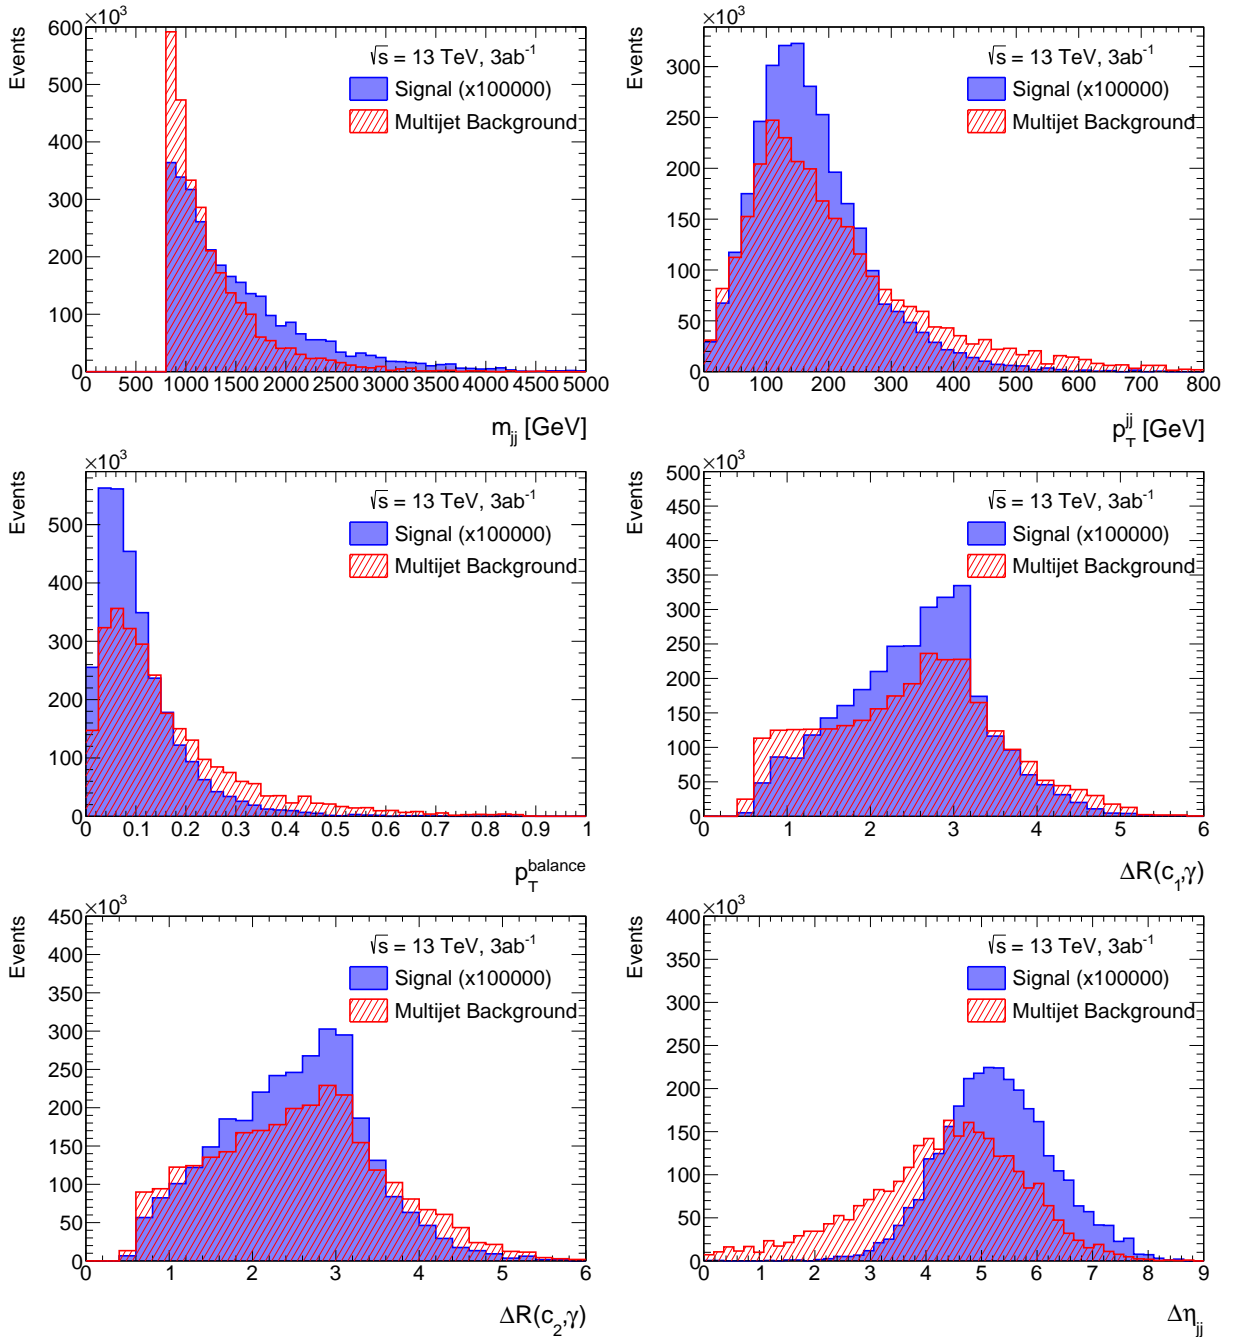 ×10³
Events
600
500
400
300
200
100
0
√s = 13 TeV, 3ab⁻¹
Signal (x100000)
Multijet Background
0 500 1000 1500 2000 2500 3000 3500 4000 4500 5000
m_jj [GeV]
×10³
Events
300
250
200
150
100
50
0
√s = 13 TeV, 3ab⁻¹
Signal (x100000)
Multijet Background
0 100 200 300 400 500 600 700 800
p_T^jj [GeV]
×10³
Events
500
400
300
200
100
0
√s = 13 TeV, 3ab⁻¹
Signal (x100000)
Multijet Background
0 0.1 0.2 0.3 0.4 0.5 0.6 0.7 0.8 0.9 1
p_T^balance
×10³
Events
500
450
400
350
300
250
200
150
100
50
0
√s = 13 TeV, 3ab⁻¹
Signal (x100000)
Multijet Background
0 1 2 3 4 5 6
ΔR(c₁,γ)
×10³
Events
450
400
350
300
250
200
150
100
50
0
√s = 13 TeV, 3ab⁻¹
Signal (x100000)
Multijet Background
0 1 2 3 4 5 6
ΔR(c₂,γ)
×10³
Events
400
350
300
250
200
150
100
50
0
√s = 13 TeV, 3ab⁻¹
Signal (x100000)
Multijet Background
0 1 2 3 4 5 6 7 8 9
Δη_jj